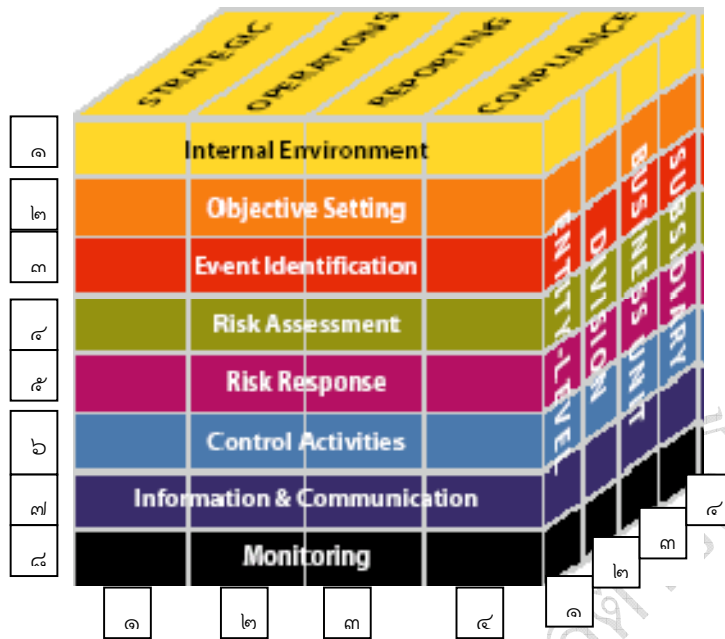 STRATEGIC
OPERATIONS
REPORTING
COMPLIANCE
๑ Internal Environment
๒ Objective Setting
๓ Event Identification
๔ Risk Assessment
๕ Risk Response
๖ Control Activities
๗ Information & Communication
๘ Monitoring
ENTITY-LEVEL
DIVISION
BUSINESS UNIT
SUBSIDIARY
๑ ๒ ๓ ๔
๑ ๒ ๓ ๔